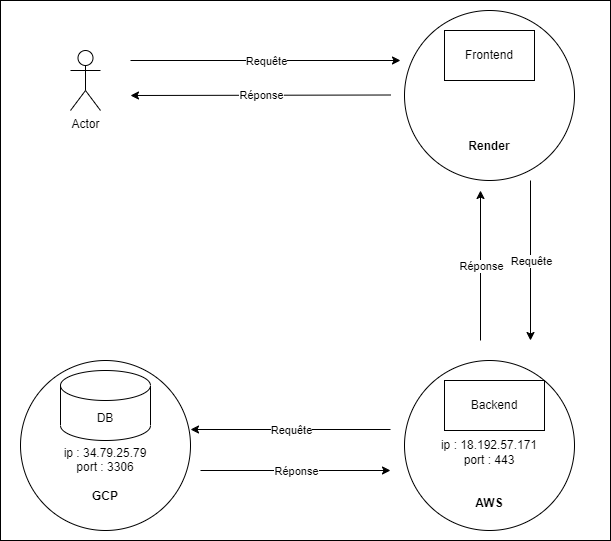 Frontend
Requête
Réponse
Actor
Render
Réponse
Requête
DB
ip : 34.79.25.79
port : 3306
GCP
Requête
Réponse
Backend
ip : 18.192.57.171
port : 443
AWS